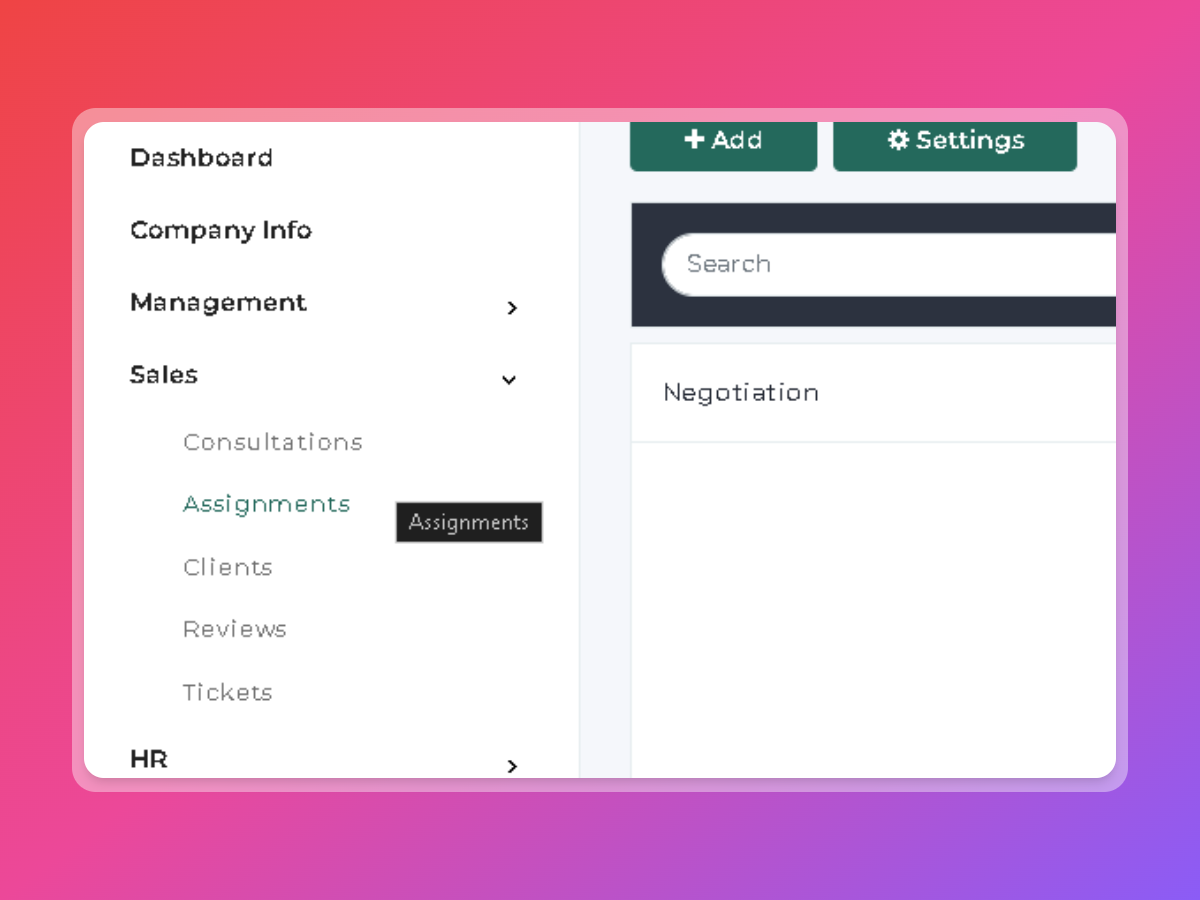 Dashboard
Company Info
Management
Sales
Consultations
Assignments
Assignments
Clients
Reviews
Tickets
HR
Add
Settings
Search
Negotiation